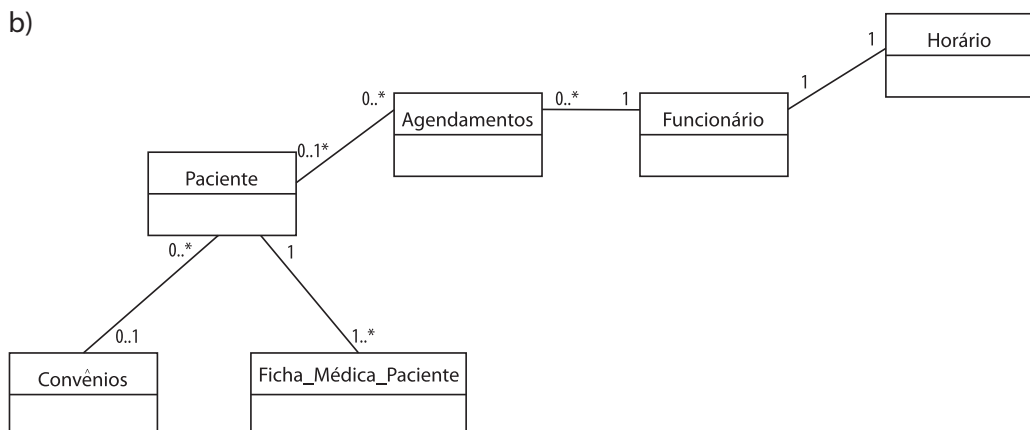 b)
1
Horário
1
0..*
0..*
1
Agendamentos
Funcionário
0..1*
Paciente
0..*
1
0..1
1..*
Convênios
Ficha_Médica_Paciente